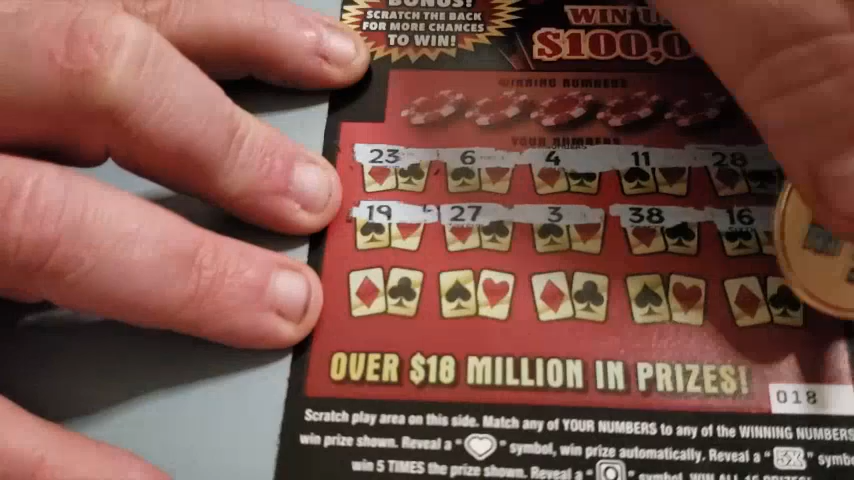 BONUS!
SCRATCH THE BACK
FOR MORE CHANCES
TO WIN!
WIN U
$100,0
WINNING NUMBERS
YOUR NUMBERS
23 6 4 11 28
19 27 3 38 16
OVER $18 MILLION IN PRIZES!
018
Scratch play area on this side. Match any of YOUR NUMBERS to any of the WINNING NUMBERS
win prize shown. Reveal a " " symbol, win prize automatically. Reveal a " 5X " symb
win 5 TIMES the prize shown. Reveal a " " symbol, WIN ALL 15 PRIZES!